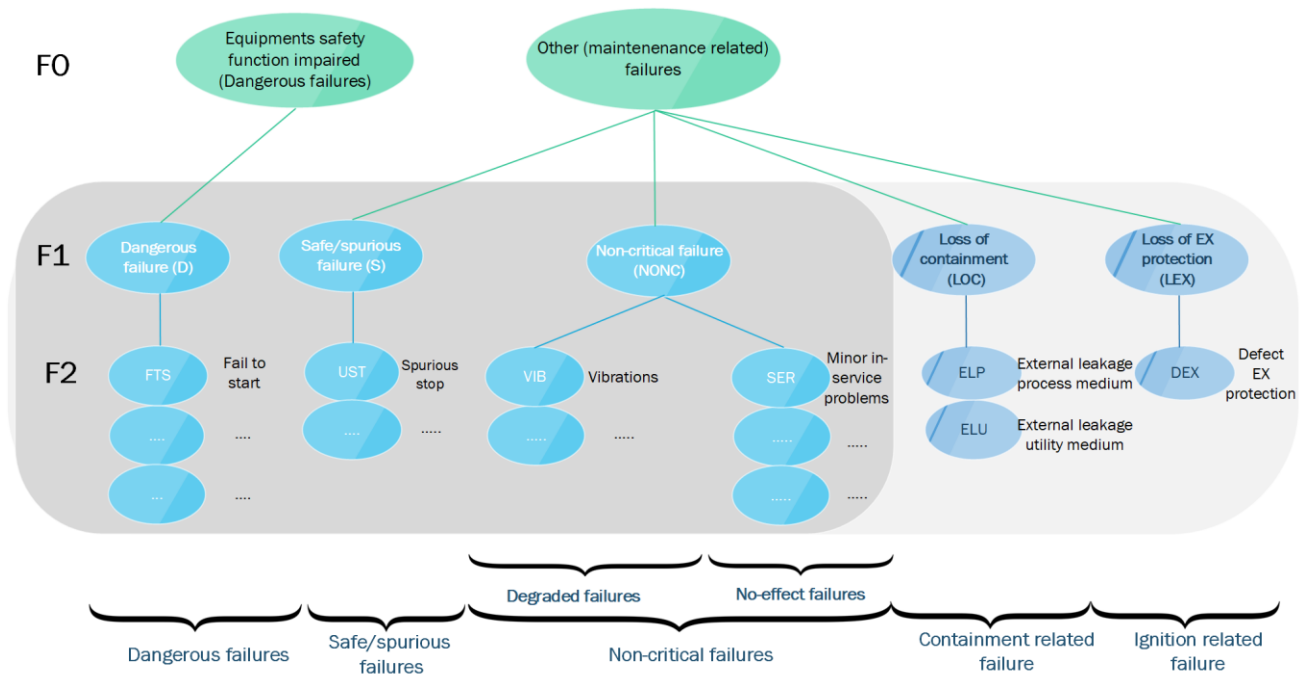 F0
Equipments safety
function impaired
(Dangerous failures)
Other (maintenenance related)
failures
F1
Dangerous
failure (D)
Safe/spurious
failure (S)
Non-critical failure
(NONC)
Loss of
containment
(LOC)
Loss of EX
protection
(LEX)
F2
FTS
Fail to
start
....
....
...
....
UST
Spurious
stop
....
.....
VIB
Vibrations
.....
.....
SER
Minor in-
service
problems
.....
.....
.....
.....
ELP
External leakage
process medium
ELU
External leakage
utility medium
DEX
Defect
EX
protection
Degraded failures
No-effect failures
Dangerous failures
Safe/spurious
failures
Non-critical failures
Containment related
failure
Ignition related
failure